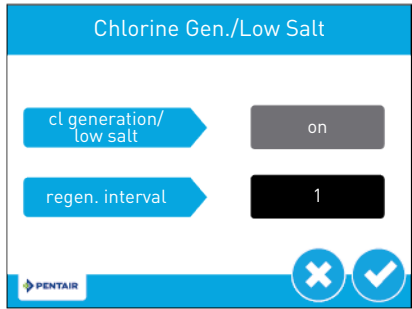 Chlorine Gen./Low Salt
cl generation/
low salt
on
regen. interval
1
PENTAIR